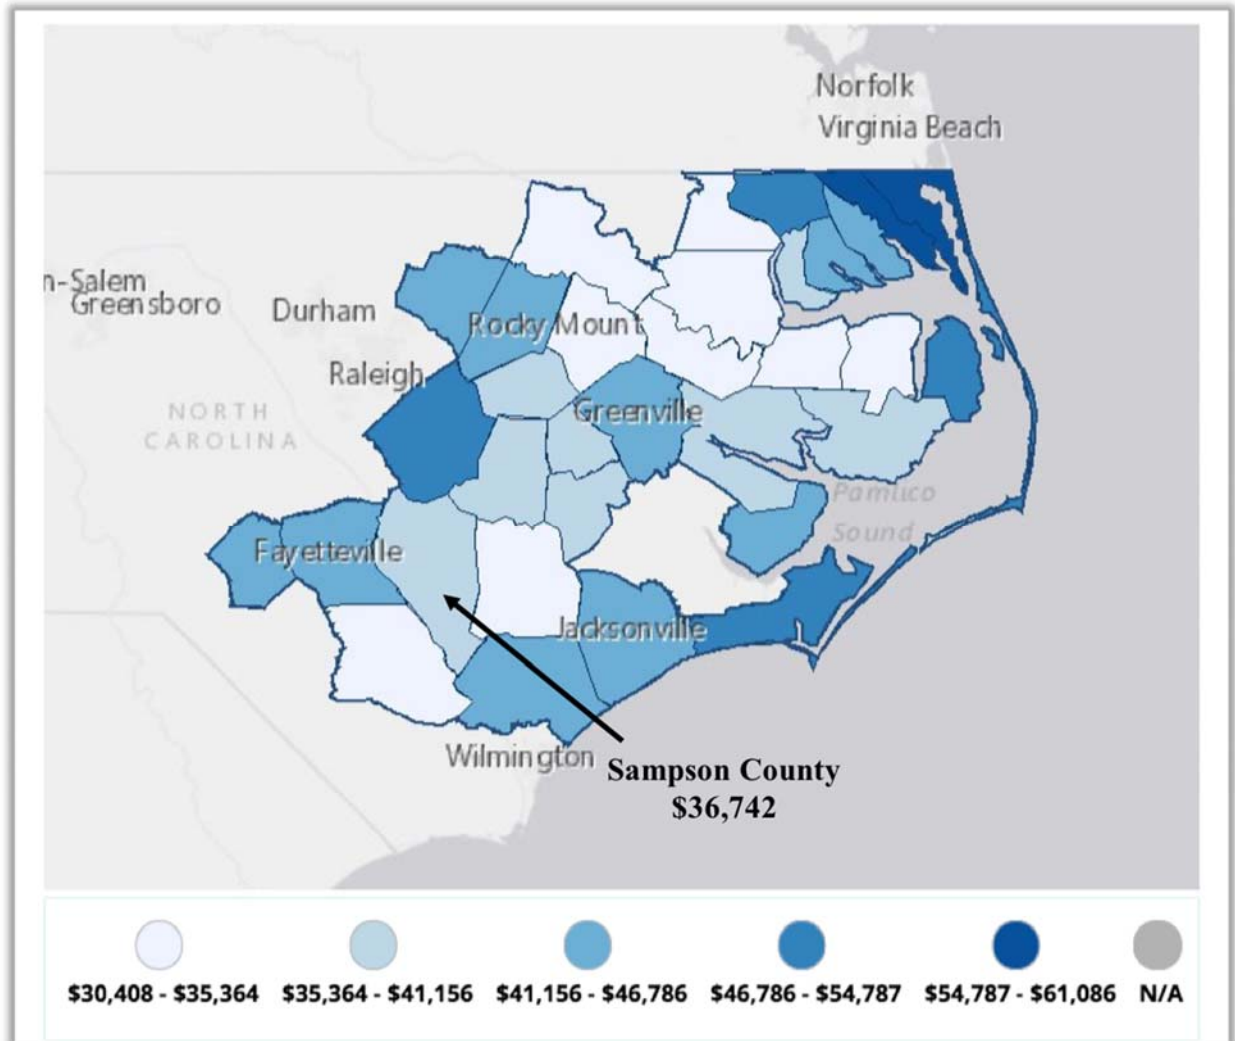 Norfolk
Virginia Beach
n-Salem
Greensboro
Durham
Rocky Mount
Raleigh
NORTH
CAROLINA
Greenville
Pamlico
Sound
Fayetteville
Jacksonville
Wilmington
Sampson County
$36,742
$30,408 - $35,364 $35,364 - $41,156 $41,156 - $46,786 $46,786 - $54,787 $54,787 - $61,086 N/A